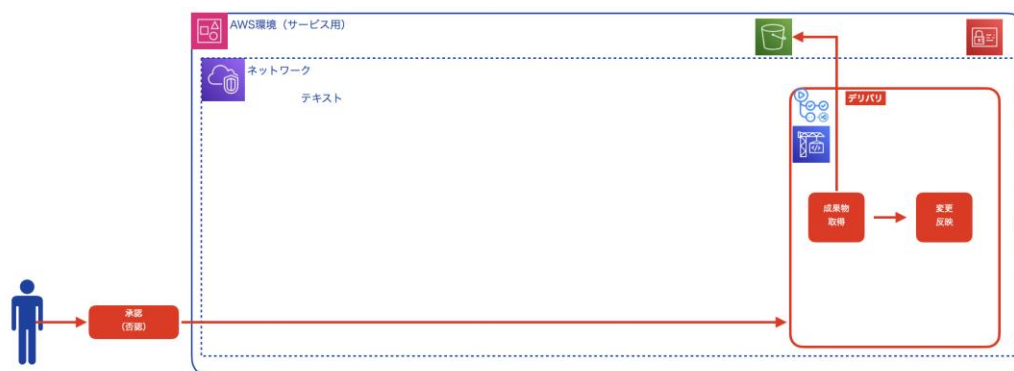 AWS環境（サービス用）
ネットワーク
テキスト
デリバリ
成果物
取得
変更
反映
承認
（否認）